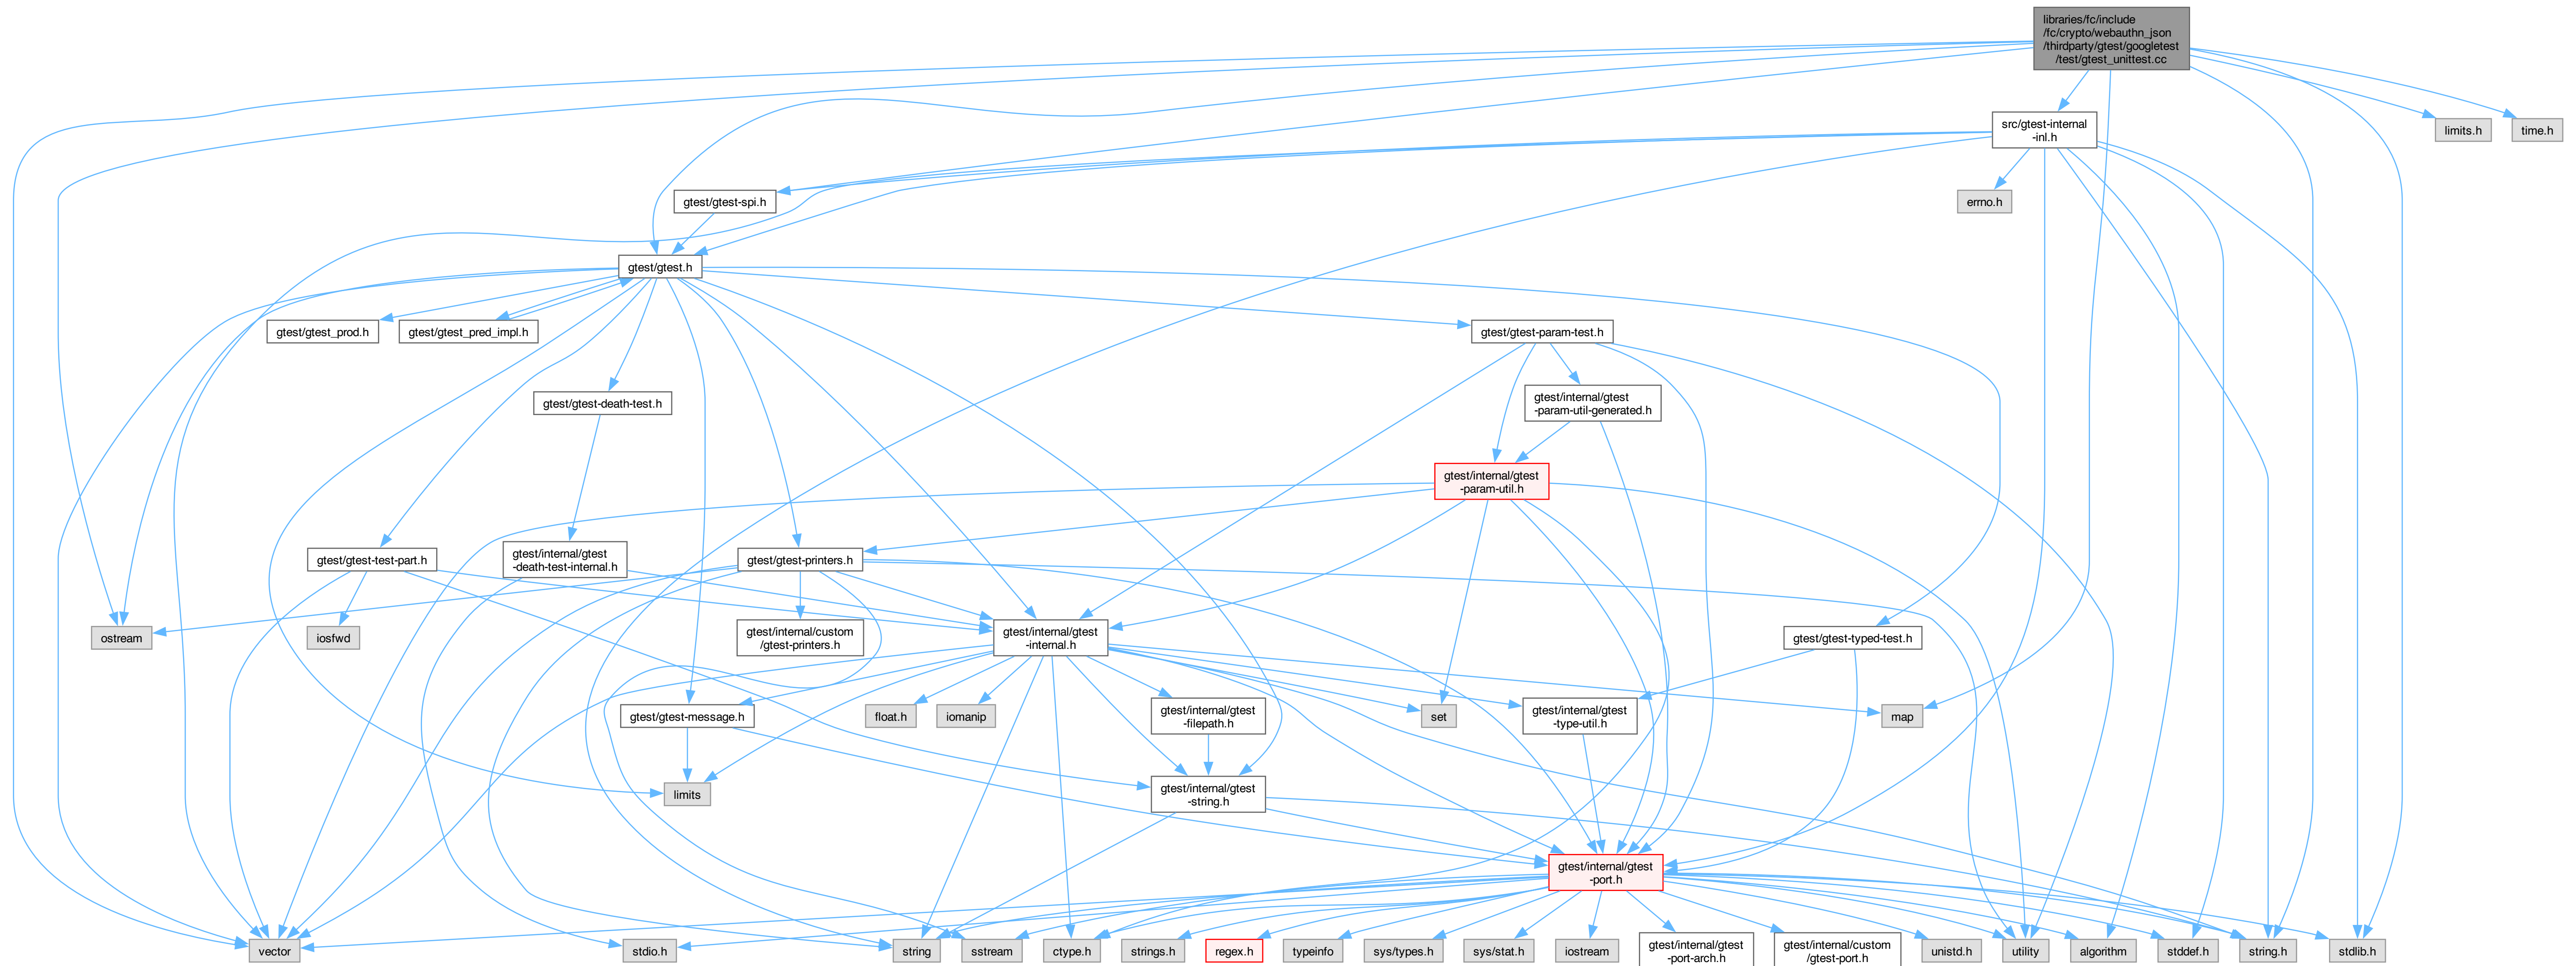 libraries/fc/include
/fc/crypto/webauthn_json
/thirdparty/gtest/googletest
/test/gtest_unittest.cc
src/gtest-internal
-inl.h
limits.h
time.h
gtest/gtest-spi.h
errno.h
gtest/gtest.h
gtest/gtest_prod.h
gtest/gtest_pred_impl.h
gtest/gtest-param-test.h
gtest/gtest-death-test.h
gtest/internal/gtest
-param-util-generated.h
gtest/internal/gtest
-param-util.h
gtest/gtest-test-part.h
gtest/internal/gtest
-death-test-internal.h
gtest/gtest-printers.h
ostream
iosfwd
gtest/internal/custom
/gtest-printers.h
gtest/internal/gtest
-internal.h
gtest/gtest-typed-test.h
gtest/gtest-message.h
float.h
iomanip
gtest/internal/gtest
-filepath.h
set
gtest/internal/gtest
-type-util.h
map
limits
gtest/internal/gtest
-string.h
gtest/internal/gtest
-port.h
vector
stdio.h
string
sstream
ctype.h
strings.h
regex.h
typeinfo
sys/types.h
sys/stat.h
iostream
gtest/internal/gtest
-port-arch.h
gtest/internal/custom
/gtest-port.h
unistd.h
utility
algorithm
stddef.h
string.h
stdlib.h